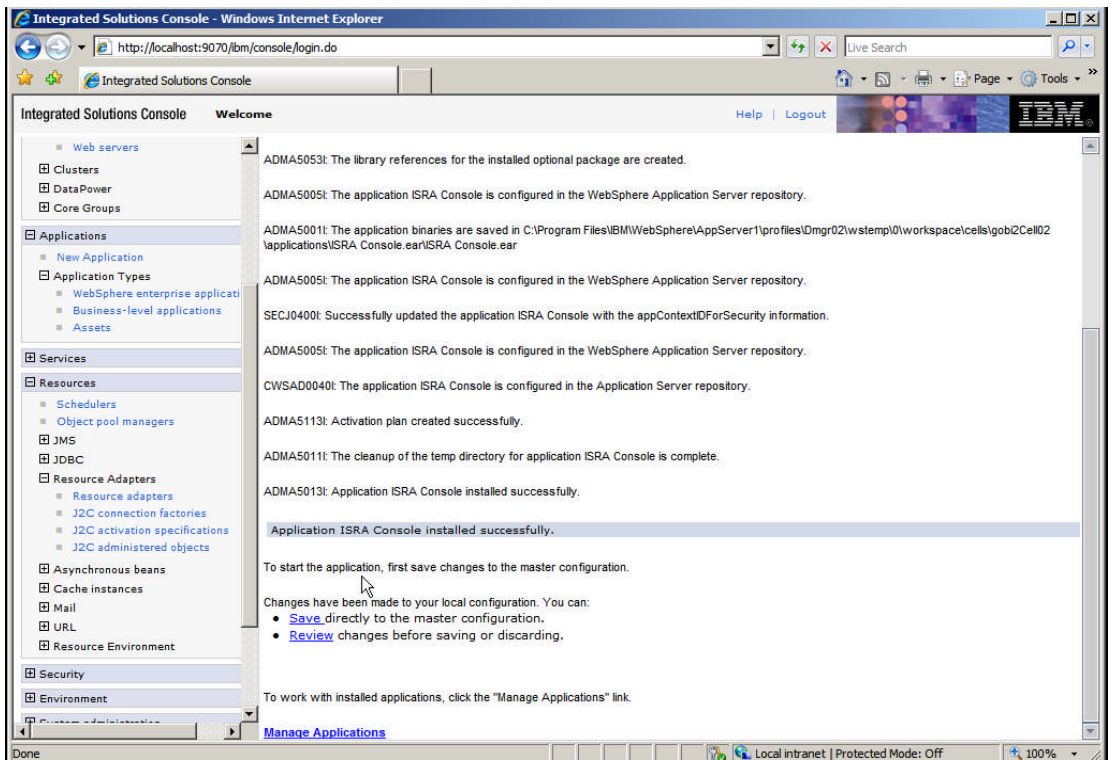 Integrated Solutions Console - Windows Internet Explorer
http://localhost:9070/ibm/console/login.do
Live Search
Integrated Solutions Console
Page
Tools
Integrated Solutions Console Welcome
Help | Logout
IBM
Web servers
Clusters
DataPower
Core Groups
Applications
New Application
Application Types
WebSphere enterprise applicati
Business-level applications
Assets
Services
Resources
Schedulers
Object pool managers
JMS
JDBC
Resource Adapters
Resource adapters
J2C connection factories
J2C activation specifications
J2C administered objects
Asynchronous beans
Cache instances
Mail
URL
Resource Environment
Security
Environment
System administration
ADMA5053I: The library references for the installed optional package are created.
ADMA5005I: The application ISRA Console is configured in the WebSphere Application Server repository.
ADMA5001I: The application binaries are saved in C:\Program Files\IBM\WebSphere\AppServer1\profiles\Dmgr02\wstemp\0\workspace\cells\gobi2Cell02
\applications\ISRA Console.ear\ISRA Console.ear
ADMA5005I: The application ISRA Console is configured in the WebSphere Application Server repository.
SECJ0400I: Successfully updated the application ISRA Console with the appContextIDForSecurity information.
ADMA5005I: The application ISRA Console is configured in the WebSphere Application Server repository.
CWSAD0040I: The application ISRA Console is configured in the Application Server repository.
ADMA5113I: Activation plan created successfully.
ADMA5011I: The cleanup of the temp directory for application ISRA Console is complete.
ADMA5013I: Application ISRA Console installed successfully.
Application ISRA Console installed successfully.
To start the application, first save changes to the master configuration.
Changes have been made to your local configuration. You can:
Save directly to the master configuration.
Review changes before saving or discarding.
To work with installed applications, click the "Manage Applications" link.
Manage Applications
Done
Local intranet | Protected Mode: Off
100%